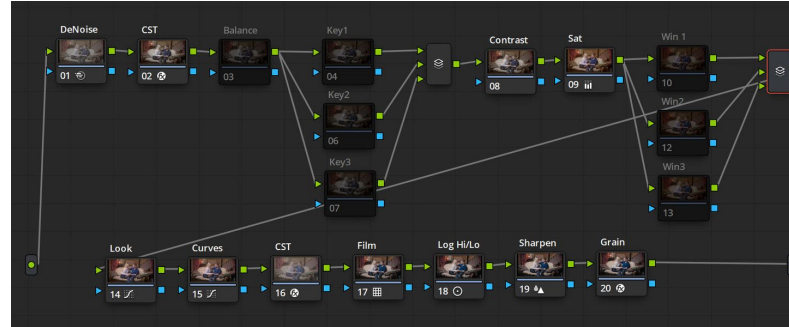 DeNoise
CST
Balance
Key1
Contrast
Sat
Win 1
01
02
03
04
08
09
10
Key2
06
Win2
12
Key3
07
Win3
13
Look
Curves
CST
Film
Log Hi/Lo
Sharpen
Grain
14
15
16
17
18
19
20